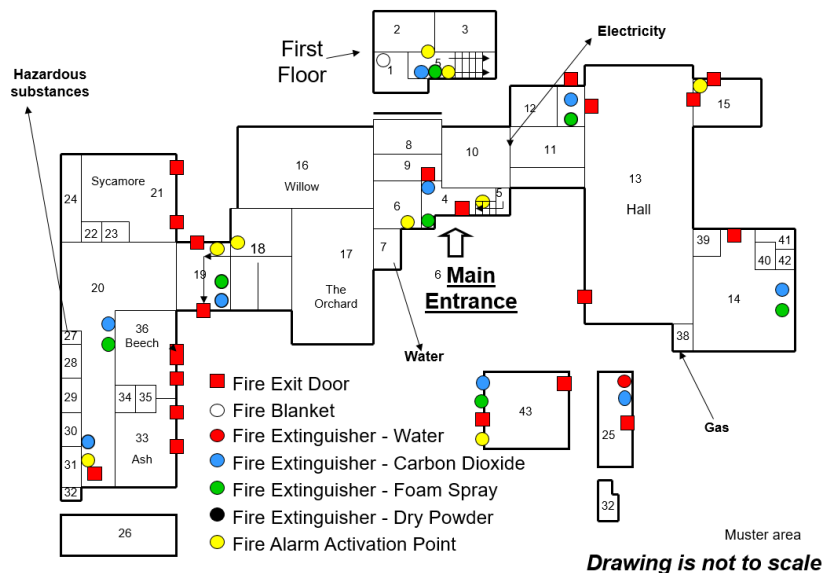 2
3
First
Floor
1
5
Electricity
Hazardous
substances
12
15
8
10
11
16
Willow
9
13
Hall
Sycamore
21
24
6
4
5
22
23
18
17
7
39
41
40
42
19
20
The
Orchard
6
Main
Entrance
14
36
Beech
27
28
38
Water
Gas
29
34
35
43
25
30
33
Ash
31
32
26
32
Fire Exit Door
Fire Blanket
Fire Extinguisher - Water
Fire Extinguisher - Carbon Dioxide
Fire Extinguisher - Foam Spray
Fire Extinguisher - Dry Powder
Fire Alarm Activation Point
Muster area
Drawing is not to scale